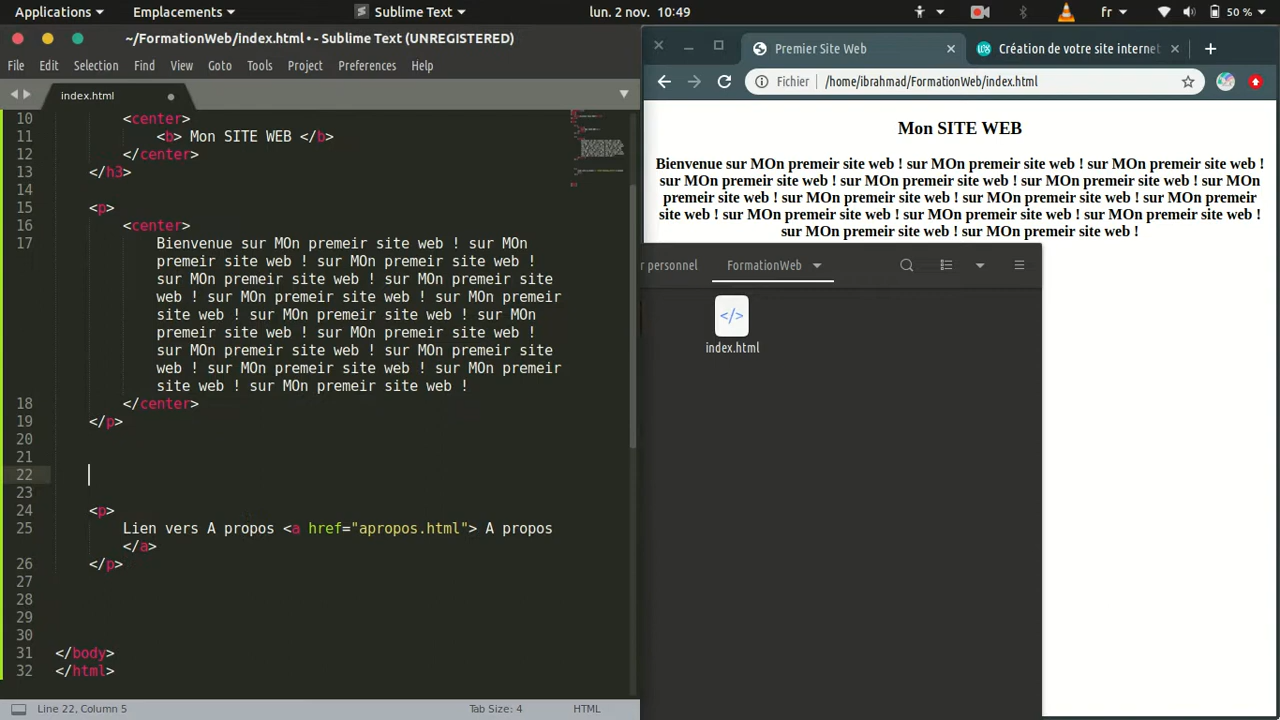 Applications Emplacements Sublime Text lun. 2 nov. 10:49 fr 50 %
~/FormationWeb/index.html • - Sublime Text (UNREGISTERED)
File Edit Selection Find View Goto Tools Project Preferences Help
index.html
10 <center>
11 <b> Mon SITE WEB </b>
12 </center>
13 </h3>
14
15 <p>
16 <center>
17 Bienvenue sur MOn premeir site web ! sur MOn
premeir site web ! sur MOn premeir site web !
sur MOn premeir site web ! sur MOn premeir site
web ! sur MOn premeir site web ! sur MOn premeir
site web ! sur MOn premeir site web ! sur MOn
premeir site web ! sur MOn premeir site web !
sur MOn premeir site web ! sur MOn premeir site
web ! sur MOn premeir site web ! sur MOn premeir
site web ! sur MOn premeir site web !
18 </center>
19 </p>
20
21
22
23
24 <p>
25 Lien vers A propos <a href="apropos.html"> A propos
</a>
26 </p>
27
28
29
30
31 </body>
32 </html>
Line 22, Column 5 Tab Size: 4 HTML
Premier Site Web Création de votre site internet
Fichier /home/ibrahmad/FormationWeb/index.html
Mon SITE WEB
Bienvenue sur MOn premeir site web ! sur MOn premeir site web ! sur MOn premeir site web !
sur MOn premeir site web ! sur MOn premeir site web ! sur MOn premeir site web ! sur MOn
premeir site web ! sur MOn premeir site web ! sur MOn premeir site web ! sur MOn premeir
site web ! sur MOn premeir site web ! sur MOn premeir site web ! sur MOn premeir site web !
sur MOn premeir site web ! sur MOn premeir site web !
r personnel FormationWeb
index.html